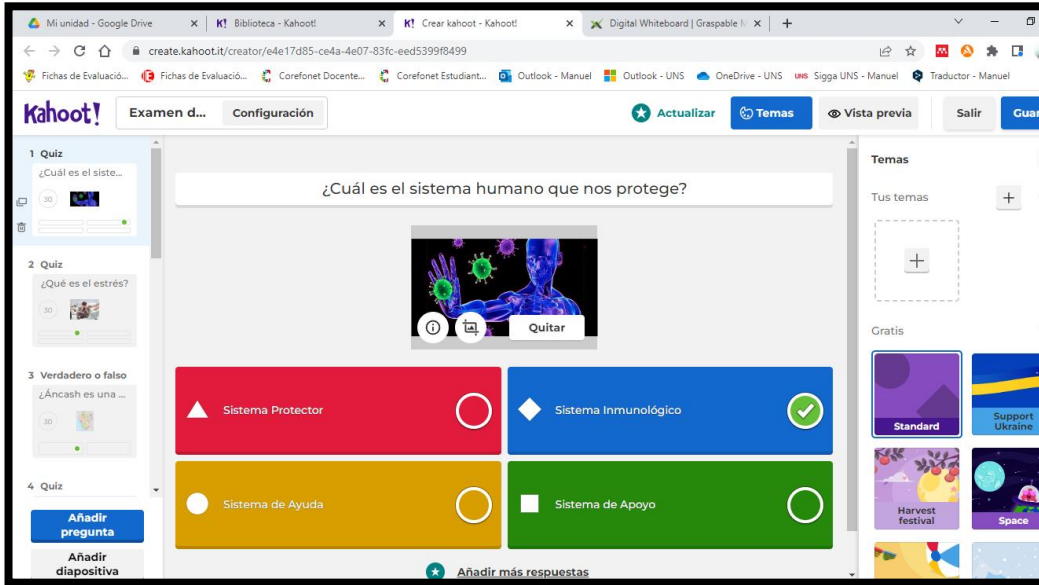 Mi unidad - Google Drive
Biblioteca - Kahoot!
Crear kahoot - Kahoot!
Digital Whiteboard | Graspable
create.kahoot.it/creator/e4e17d85-ce4a-4e07-83fc-eed5399f8499
Fichas de Evaluació...
Fichas de Evaluació...
Corefonet Docente...
Corefonet Estudiant...
Outlook - Manuel
Outlook - UNS
OneDrive - UNS
UNS Sigga UNS - Manuel
Traductor - Manuel
Kahoot!
Examen d...
Configuración
Actualizar
Temas
Vista previa
Salir
Guar
1 Quiz
¿Cuál es el siste...
30
2 Quiz
¿Qué es el estrés?
30
3 Verdadero o falso
¿Áncash es una ...
30
4 Quiz
Añadir
pregunta
Añadir
diapositiva
¿Cuál es el sistema humano que nos protege?
Quitar
Sistema Protector
Sistema Inmunológico
Sistema de Ayuda
Sistema de Apoyo
Añadir más respuestas
Temas
Tus temas
Gratis
Standard
Support
Ukraine
Harvest
festival
Space